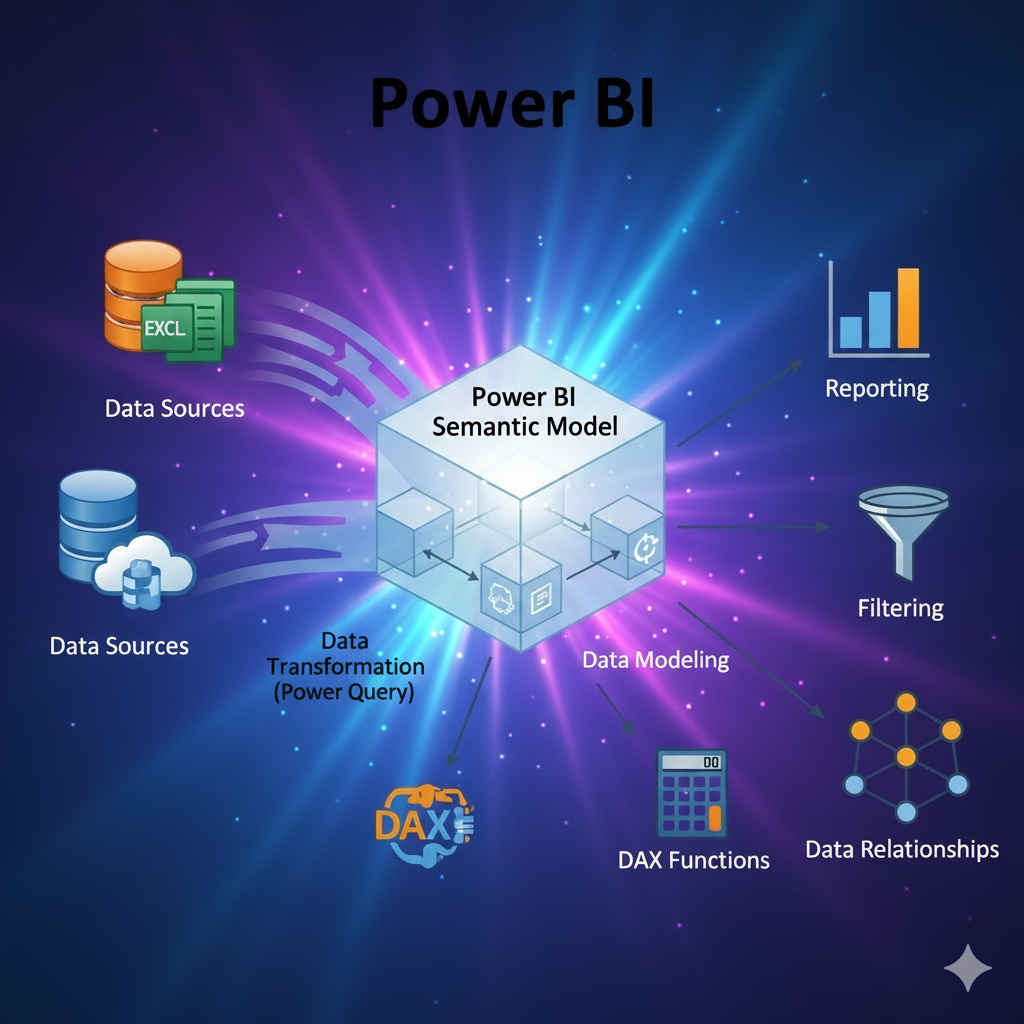 Power BI
EXCL
Data Sources
Power BI
Semantic Model
Reporting
Data Sources
Filtering
Data
Transformation
(Power Query)
Data Modeling
DAX
00
DAX Functions
Data Relationships